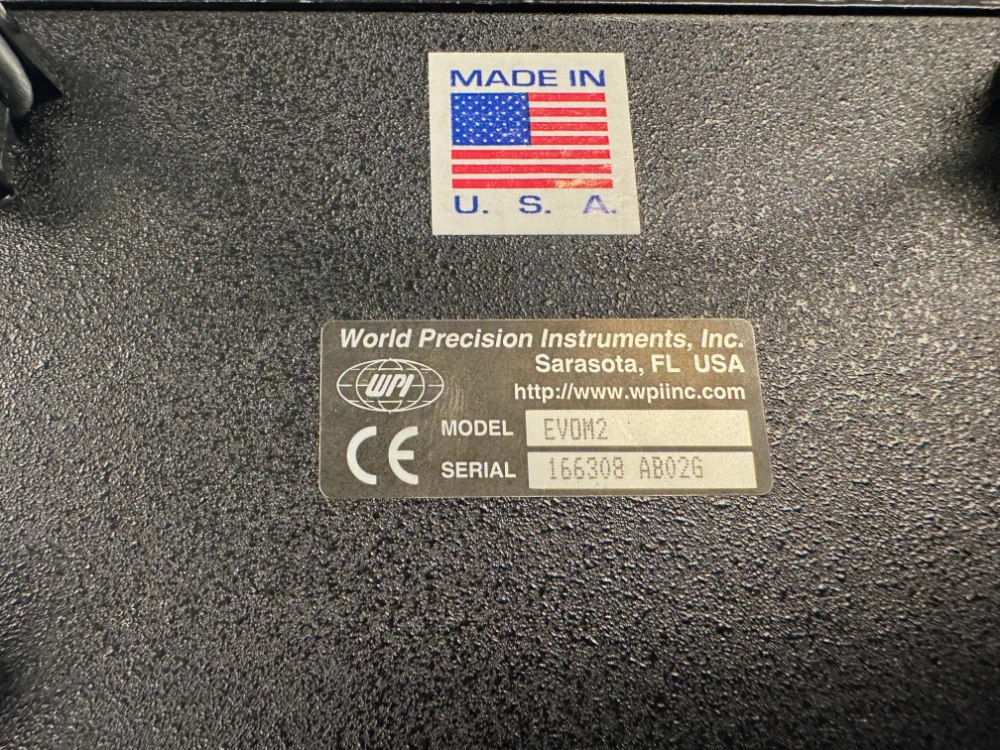 MADE IN
U. S. A.
World Precision Instruments, Inc.
Sarasota, FL USA
http://www.wpiinc.com
WPI
CE
MODEL EVOM2
SERIAL 166308 AB02G